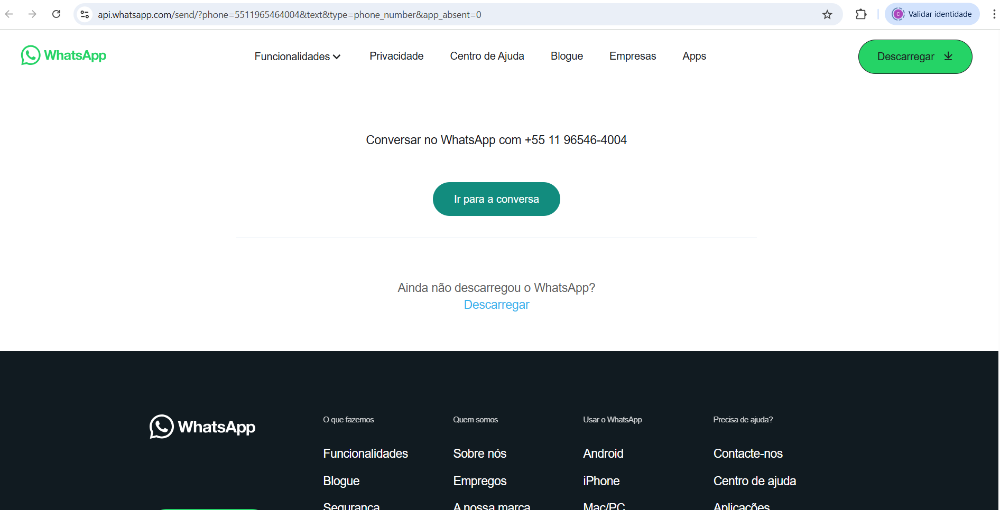 api.whatsapp.com/send/?phone=5511965464004&text&type=phone_number&app_absent=0
C
Validar identidade
WhatsApp
Funcionalidades
Privacidade
Centro de Ajuda
Blogue
Empresas
Apps
Descarregar
Conversar no WhatsApp com +55 11 96546-4004
Ir para a conversa
Ainda não descarregou o WhatsApp?
Descarregar
WhatsApp
O que fazemos
Funcionalidades
Blogue
Segurança
Quem somos
Sobre nós
Empregos
A nossa marca
Usar o WhatsApp
Android
iPhone
Mac/PC
Precisa de ajuda?
Contacte-nos
Centro de ajuda
Aplicações